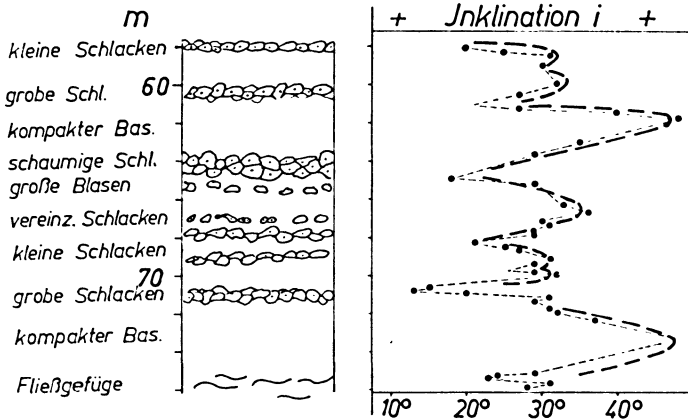 m
+ Jnklination i +
kleine Schlacken
60
grobe Schl.
kompakter Bas.
schaumige Schl.
große Blasen
vereinz. Schlacken
kleine Schlacken
70
grobe Schlacken
kompakter Bas.
Fließgefüge
10° 20° 30° 40°